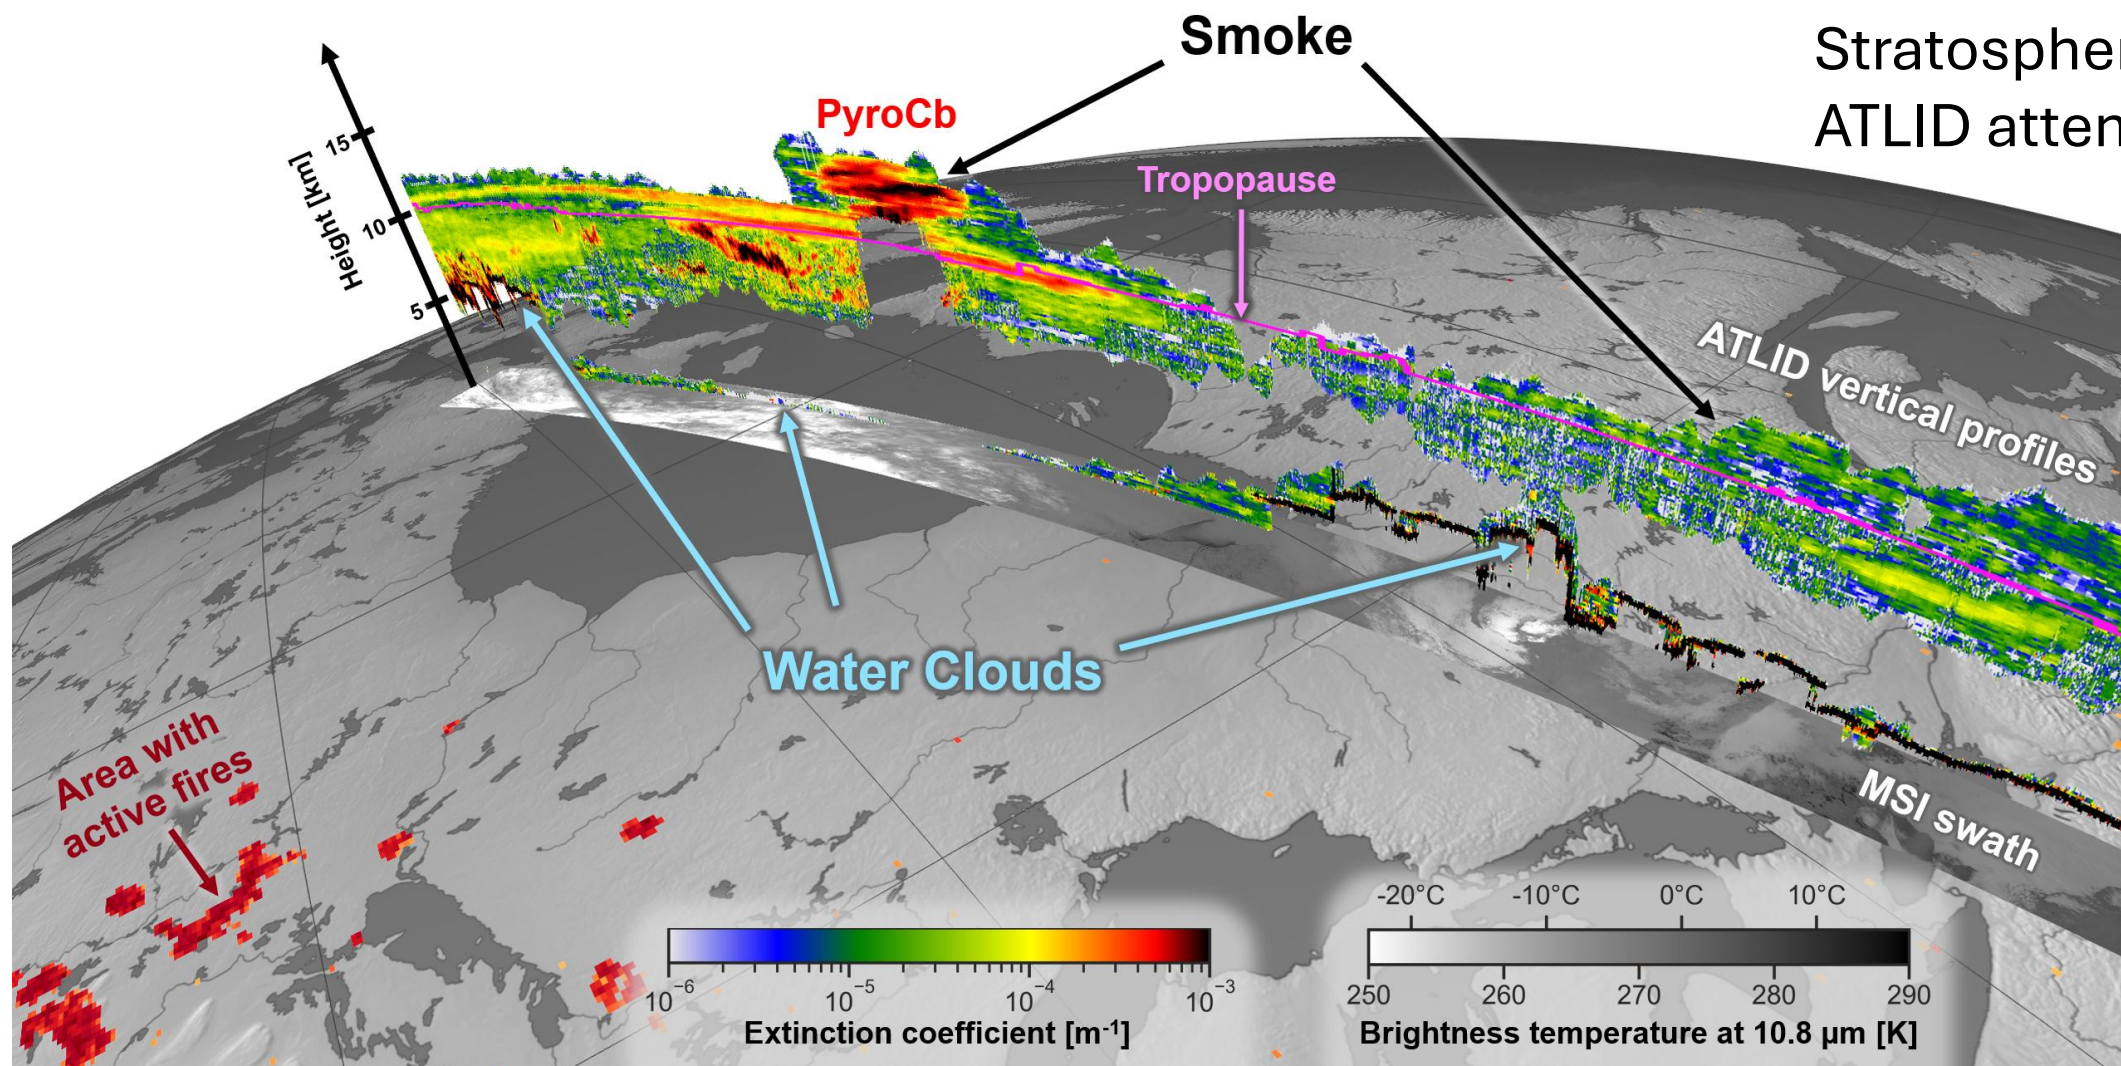 Smoke
Stratospher
ATLID atten
PyroCb
Tropopause
15
10
5
Height [km]
ATLID vertical profiles
Water Clouds
Area with
active fires
MSI swath
10⁻⁶ 10⁻⁵ 10⁻⁴ 10⁻³
Extinction coefficient [m⁻¹]
-20°C -10°C 0°C 10°C
250 260 270 280 290
Brightness temperature at 10.8 µm [K]